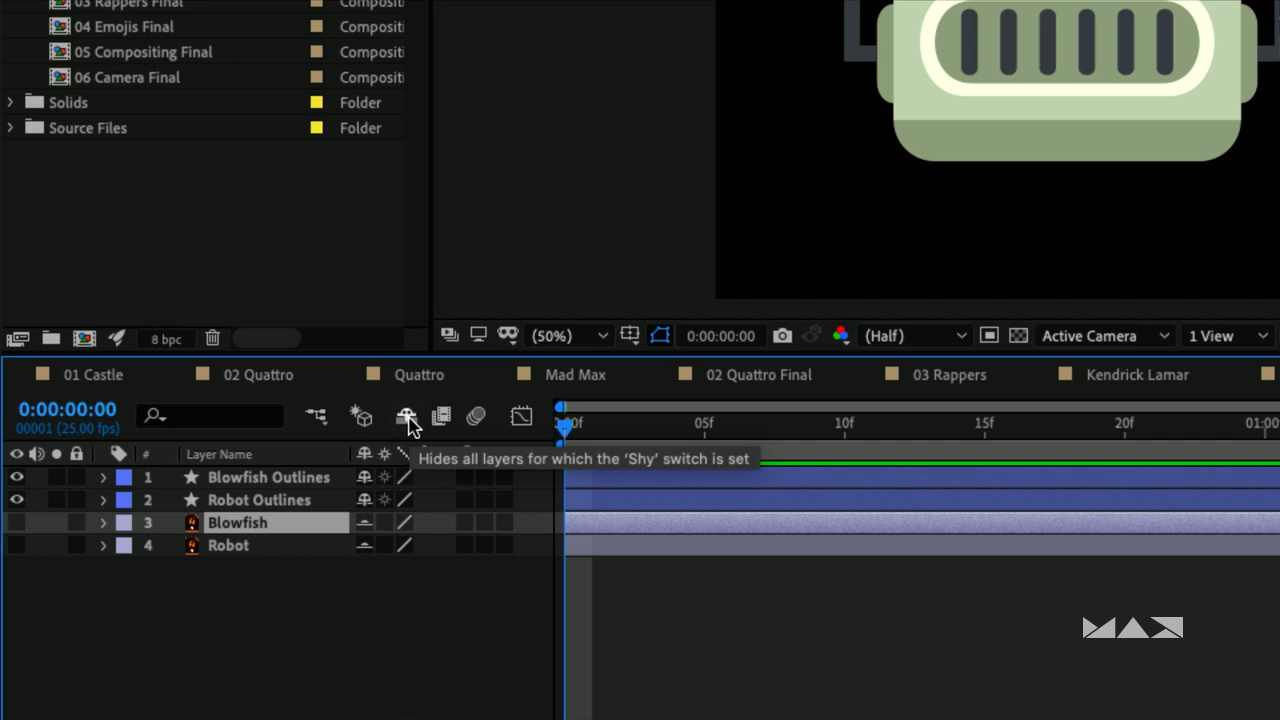 03 Rappers Final
Compositi
04 Emojis Final
Compositi
05 Compositing Final
Compositi
06 Camera Final
Compositi
Solids
Folder
Source Files
Folder
8 bpc
(50%)
0:00:00:00
(Half)
Active Camera
1 View
01 Castle
02 Quattro
Quattro
Mad Max
02 Quattro Final
03 Rappers
Kendrick Lamar
0:00:00:00
00001 (25.00 fps)
:00f
05f
10f
15f
20f
01:00
# Layer Name
Hides all layers for which the ‘Shy’ switch is set
1 Blowfish Outlines
2 Robot Outlines
3 Blowfish
4 Robot
MAX